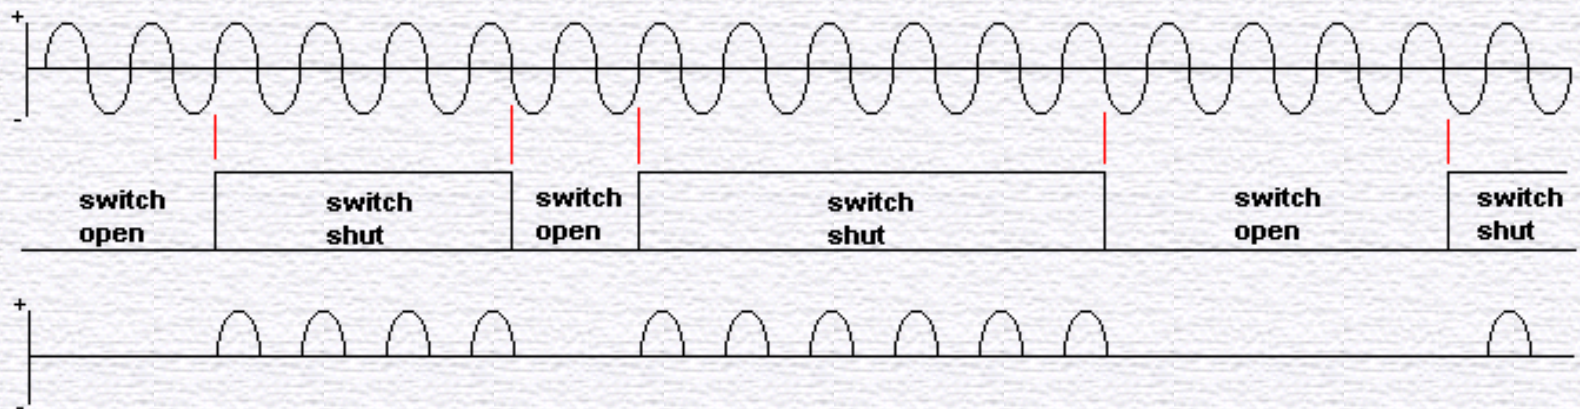 +
-
switch
open
switch
shut
switch
open
switch
shut
switch
open
switch
shut
+
-